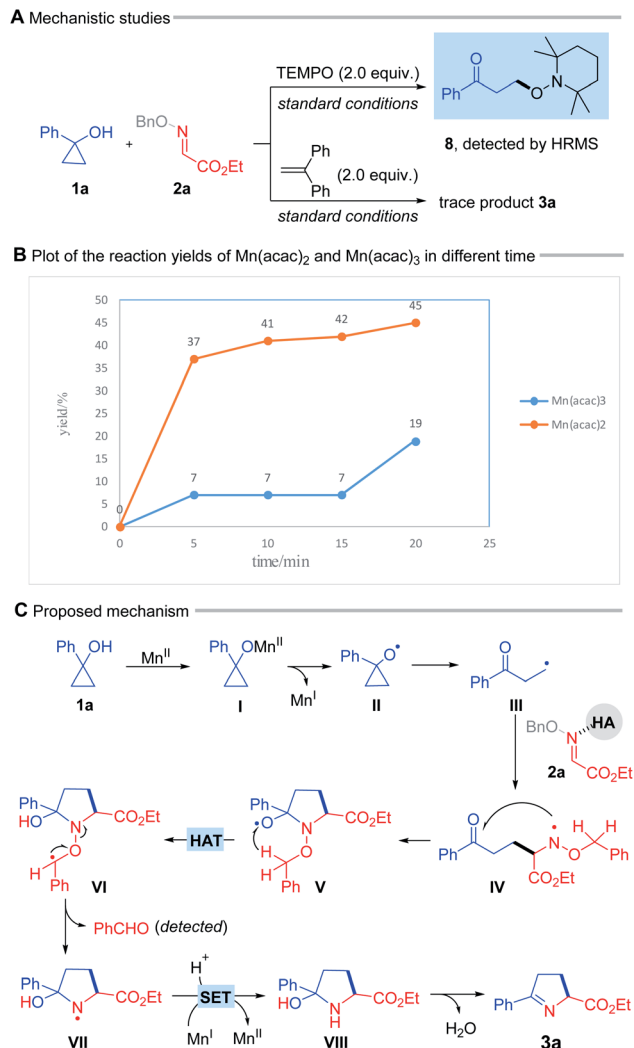 A Mechanistic studies
TEMPO (2.0 equiv.)
standard conditions
Ph OH
1a
+
BnO N CO2Et
2a
Ph Ph (2.0 equiv.)
standard conditions
O Ph O N
8, detected by HRMS
trace product 3a
B Plot of the reaction yields of Mn(acac)2 and Mn(acac)3 in different time
50
45
40
35
30
25
20
15
10
5
0
yield/%
0
37
41
42
45
7
7
7
19
0 5 10 15 20 25
time/min
Mn(acac)3
Mn(acac)2
C Proposed mechanism
Ph OH
1a
MnII
Ph OMnII
I
MnI
Ph O•
II
O Ph •
III
BnO N HA
CO2Et
2a
O Ph N • O H H Ph
CO2Et
IV
Ph •O N O CO2Et
H H Ph
V
HAT
Ph HO N O CO2Et
H • Ph
VI
PhCHO (detected)
Ph HO N • CO2Et
VII
H+
SET
MnI MnII
Ph HO N H CO2Et
VIII
H2O
Ph N CO2Et
3a